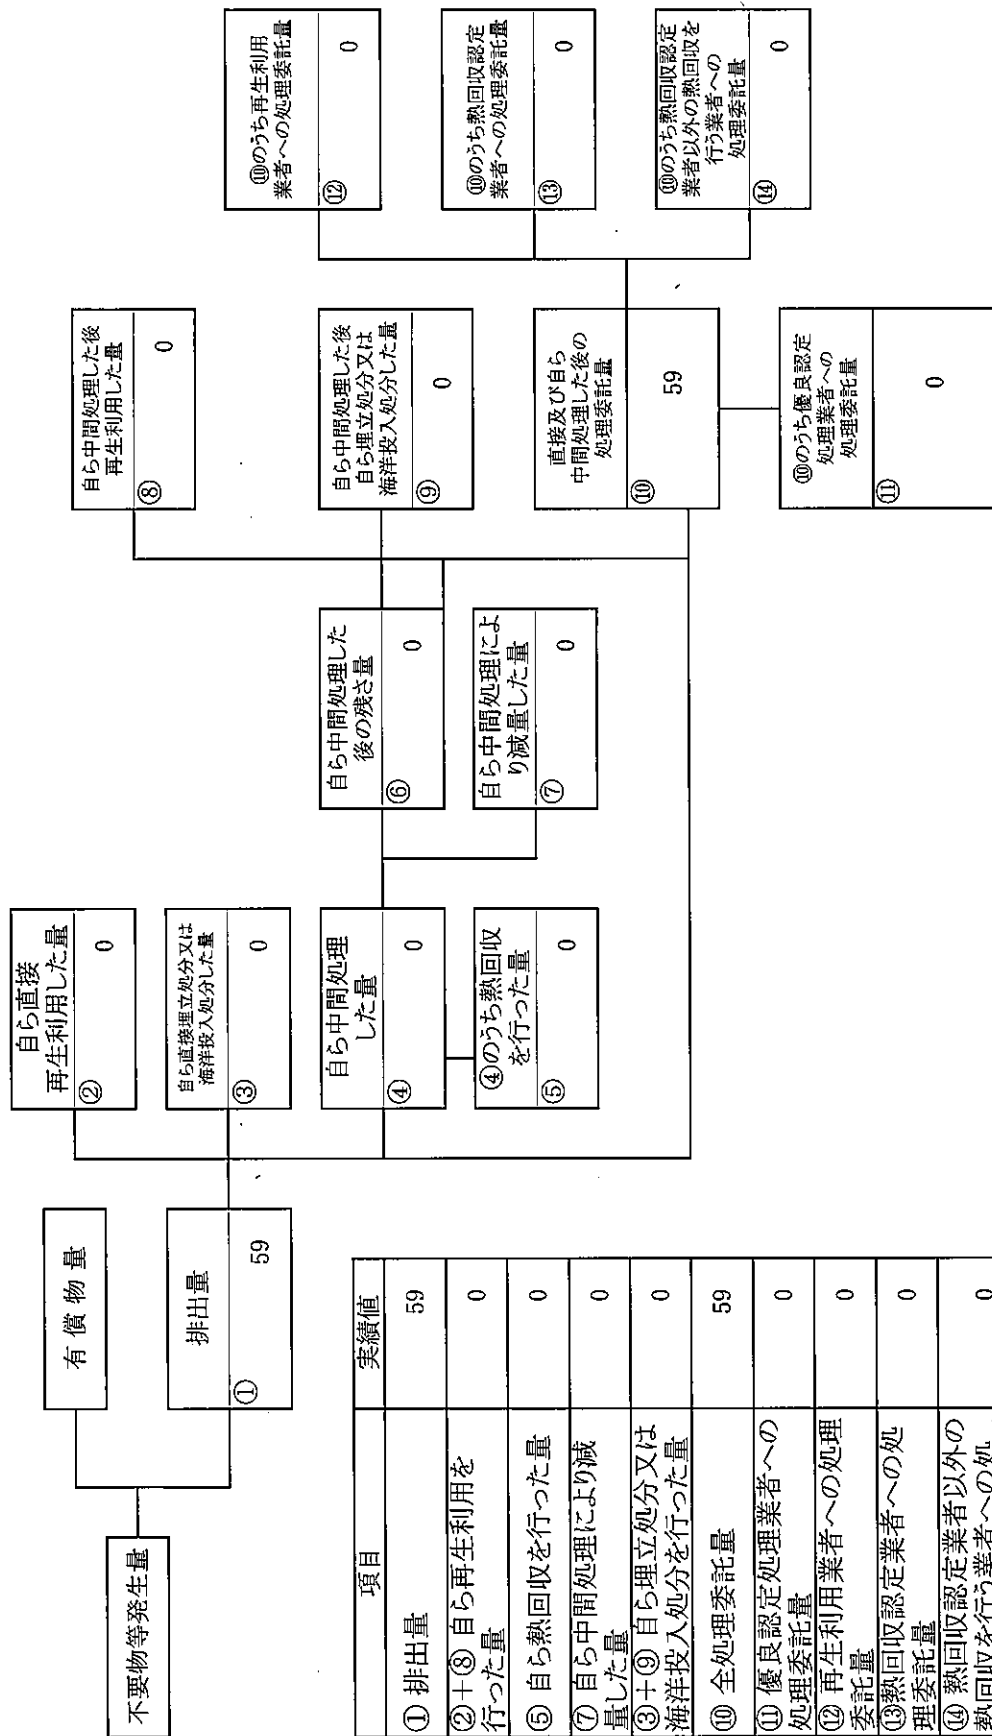 不要物等発生量
有償物量
排出量
①
59
自ら直接
再生利用した量
②
0
自ら直接埋立処分又は
海洋投入処分した量
③
0
自ら中間処理
した量
④
0
④のうち熱回収
を行った量
⑤
0
自ら中間処理した
後の残さ量
⑥
0
自ら中間処理によ
り減量した量
⑦
0
自ら中間処理した後
再生利用した量
⑧
0
自ら中間処理した後
自ら埋立処分又は
海洋投入処分した量
⑨
0
直接及び自ら
中間処理した後の
処理委託量
⑩
59
⑩のうち優良認定
処理業者への
処理委託量
⑪
0
⑩のうち再生利用
業者への処理委託量
⑫
0
⑩のうち熱回収認定
業者への処理委託量
⑬
0
⑩のうち熱回収認定
業者以外の熱回収を
行う業者への
処理委託量
⑭
0
項目 実績値
①排出量 59
②+⑧ 自ら再生利用を
行った量 0
⑤ 自ら熱回収を行った量 0
⑦ 自ら中間処理により減
量した量 0
③+⑨ 自ら埋立処分又は
海洋投入処分を行った量 0
⑩ 全処理委託量 59
⑪ 優良認定処理業者への
処理委託量 0
⑫ 再生利用業者への処理
委託量 0
⑬熱回収認定業者への処
理委託量 0
⑭ 熱回収認定業者以外の
熱回収を行う業者への処 0